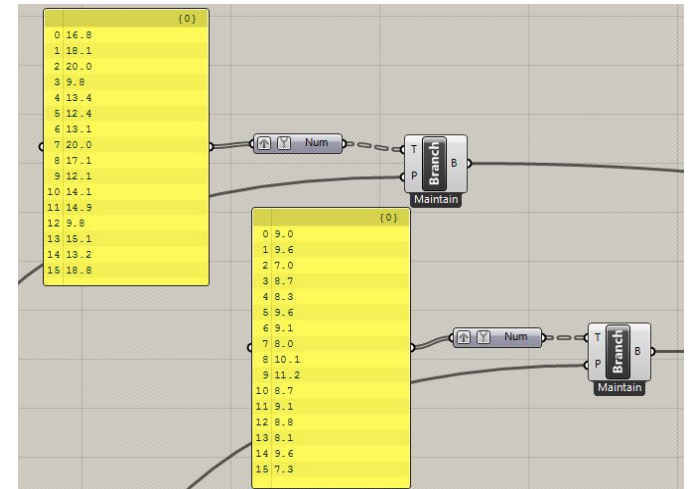 {0}
0 16.8
1 18.1
2 20.0
3 9.8
4 13.4
5 12.4
6 13.1
7 20.0
8 17.1
9 12.1
10 14.1
11 14.9
12 9.8
13 15.1
14 13.2
15 18.8
Num
T
P
Branch
B
Maintain
{0}
0 9.0
1 9.6
2 7.0
3 8.7
4 8.3
5 9.6
6 9.1
7 8.0
8 10.1
9 11.2
10 8.7
11 9.1
12 8.8
13 8.1
14 9.6
15 7.3
Num
T
P
Branch
B
Maintain